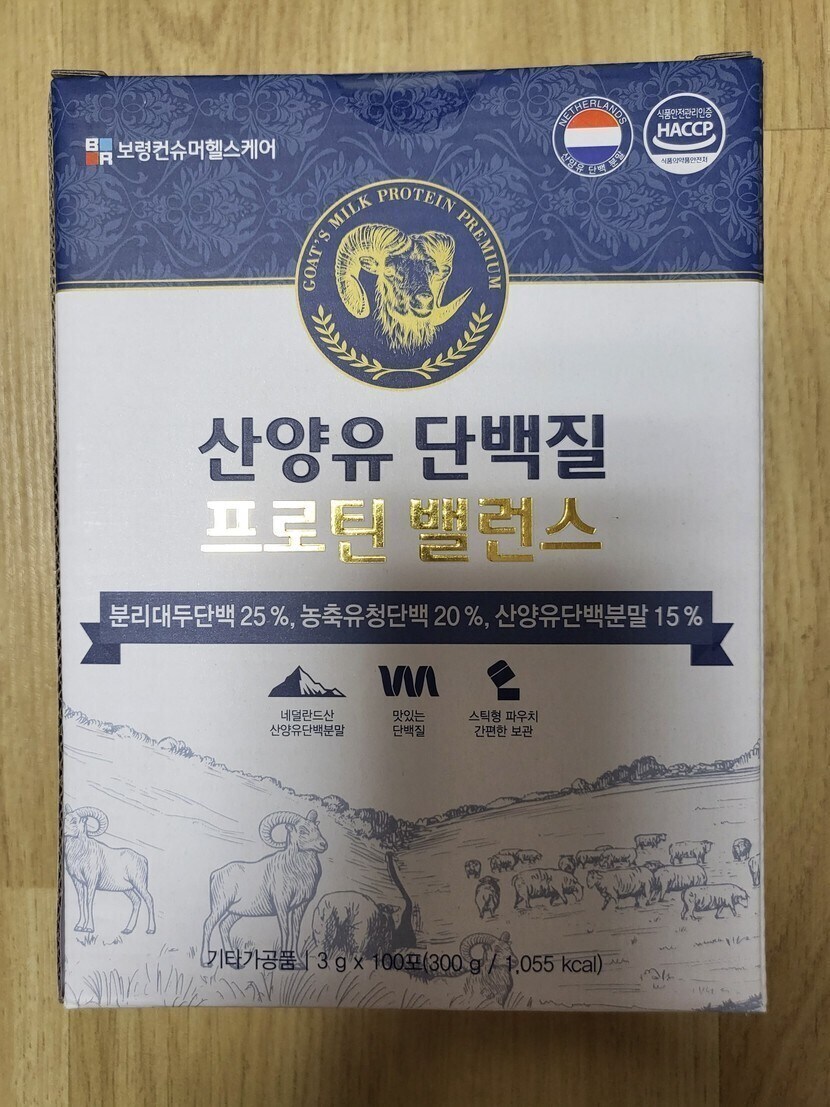 BR 보령컨슈머헬스케어
NETHERLANDS
산양유 단백 분말
식품안전관리인증
HACCP
식품의약품안전처
GOAT'S MILK PROTEIN PREMIUM
산양유 단백질
프로틴 밸런스
분리대두단백 25 %, 농축유청단백 20 %, 산양유단백분말 15 %
네덜란드산
산양유단백분말
맛있는
단백질
스틱형 파우치
간편한 보관
기타가공품 | 3 g x 100포(300 g / 1,055 kcal)